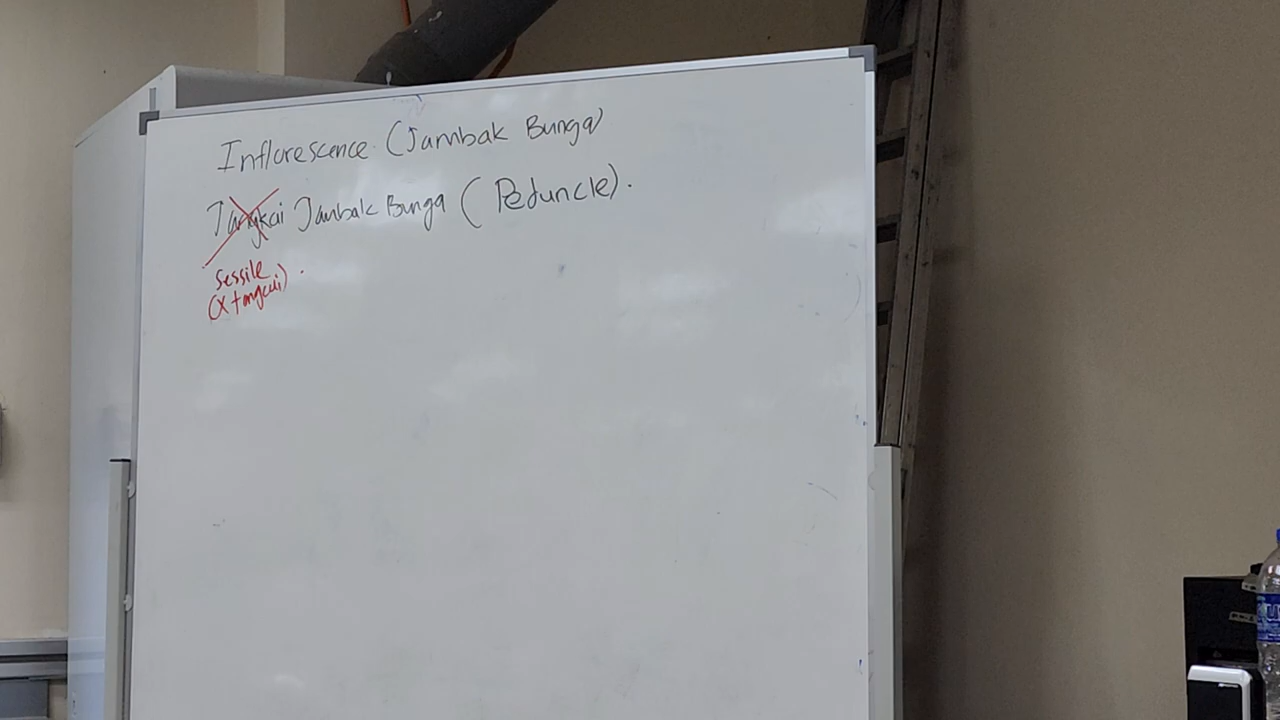 Inflorescence (Jambak Bunga)
Tangkai Jambak Bunga (Peduncle).
sessile
(X tangkai).